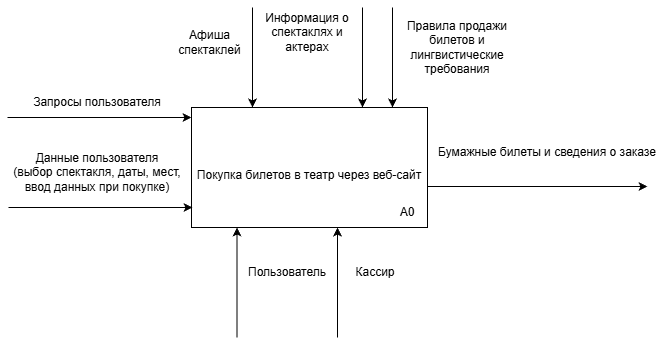 Афиша
спектаклей
Информация о
спектаклях и
актерах
Правила продажи
билетов и
лингвистические
требования
Запросы пользователя
Данные пользователя
(выбор спектакля, даты, мест,
ввод данных при покупке)
Покупка билетов в театр через веб-сайт
A0
Бумажные билеты и сведения о заказе
Пользователь
Кассир